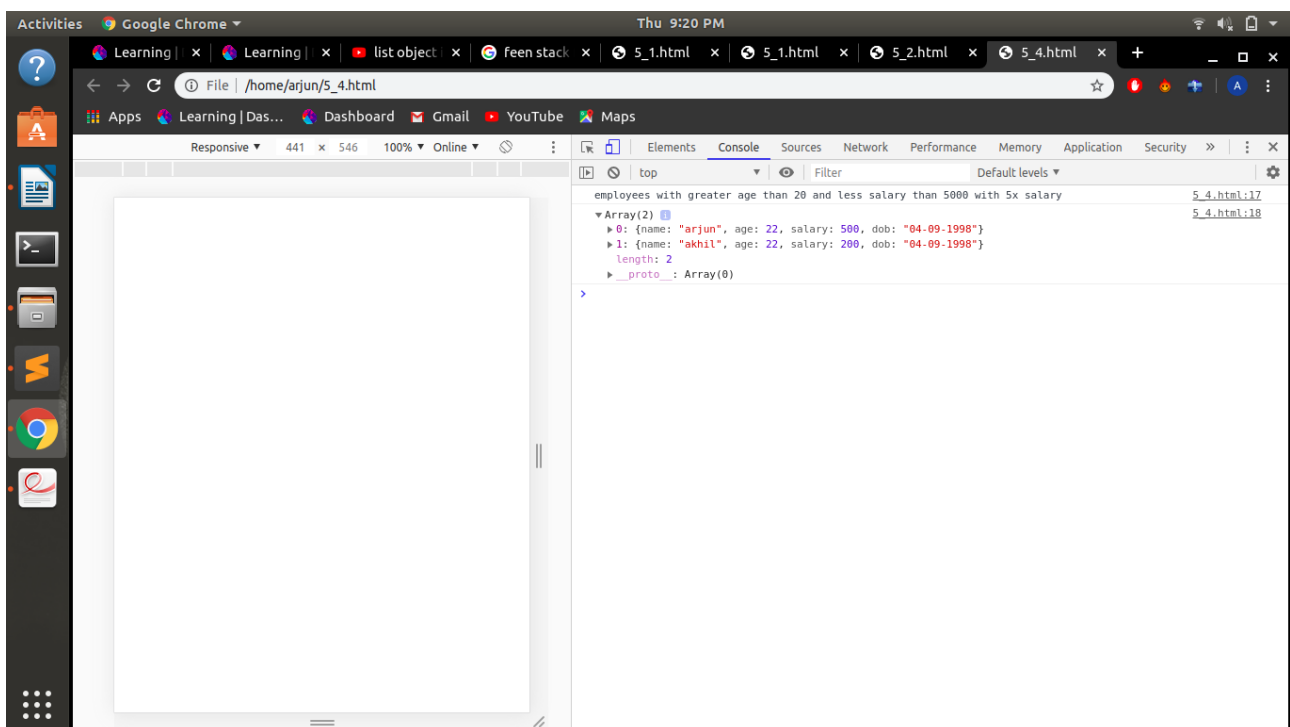 Activities Google Chrome Thu 9:20 PM
Learning | Learning | list object feen stack 5_1.html 5_1.html 5_2.html 5_4.html
File | /home/arjun/5_4.html A
Apps Learning | Das... Dashboard Gmail YouTube Maps
Responsive 441 × 546 100% Online
Elements Console Sources Network Performance Memory Application Security
top Filter Default levels
employees with greater age than 20 and less salary than 5000 with 5x salary 5_4.html:17
Array(2) 5_4.html:18
0: {name: "arjun", age: 22, salary: 500, dob: "04-09-1998"}
1: {name: "akhil", age: 22, salary: 200, dob: "04-09-1998"}
length: 2
__proto__: Array(0)